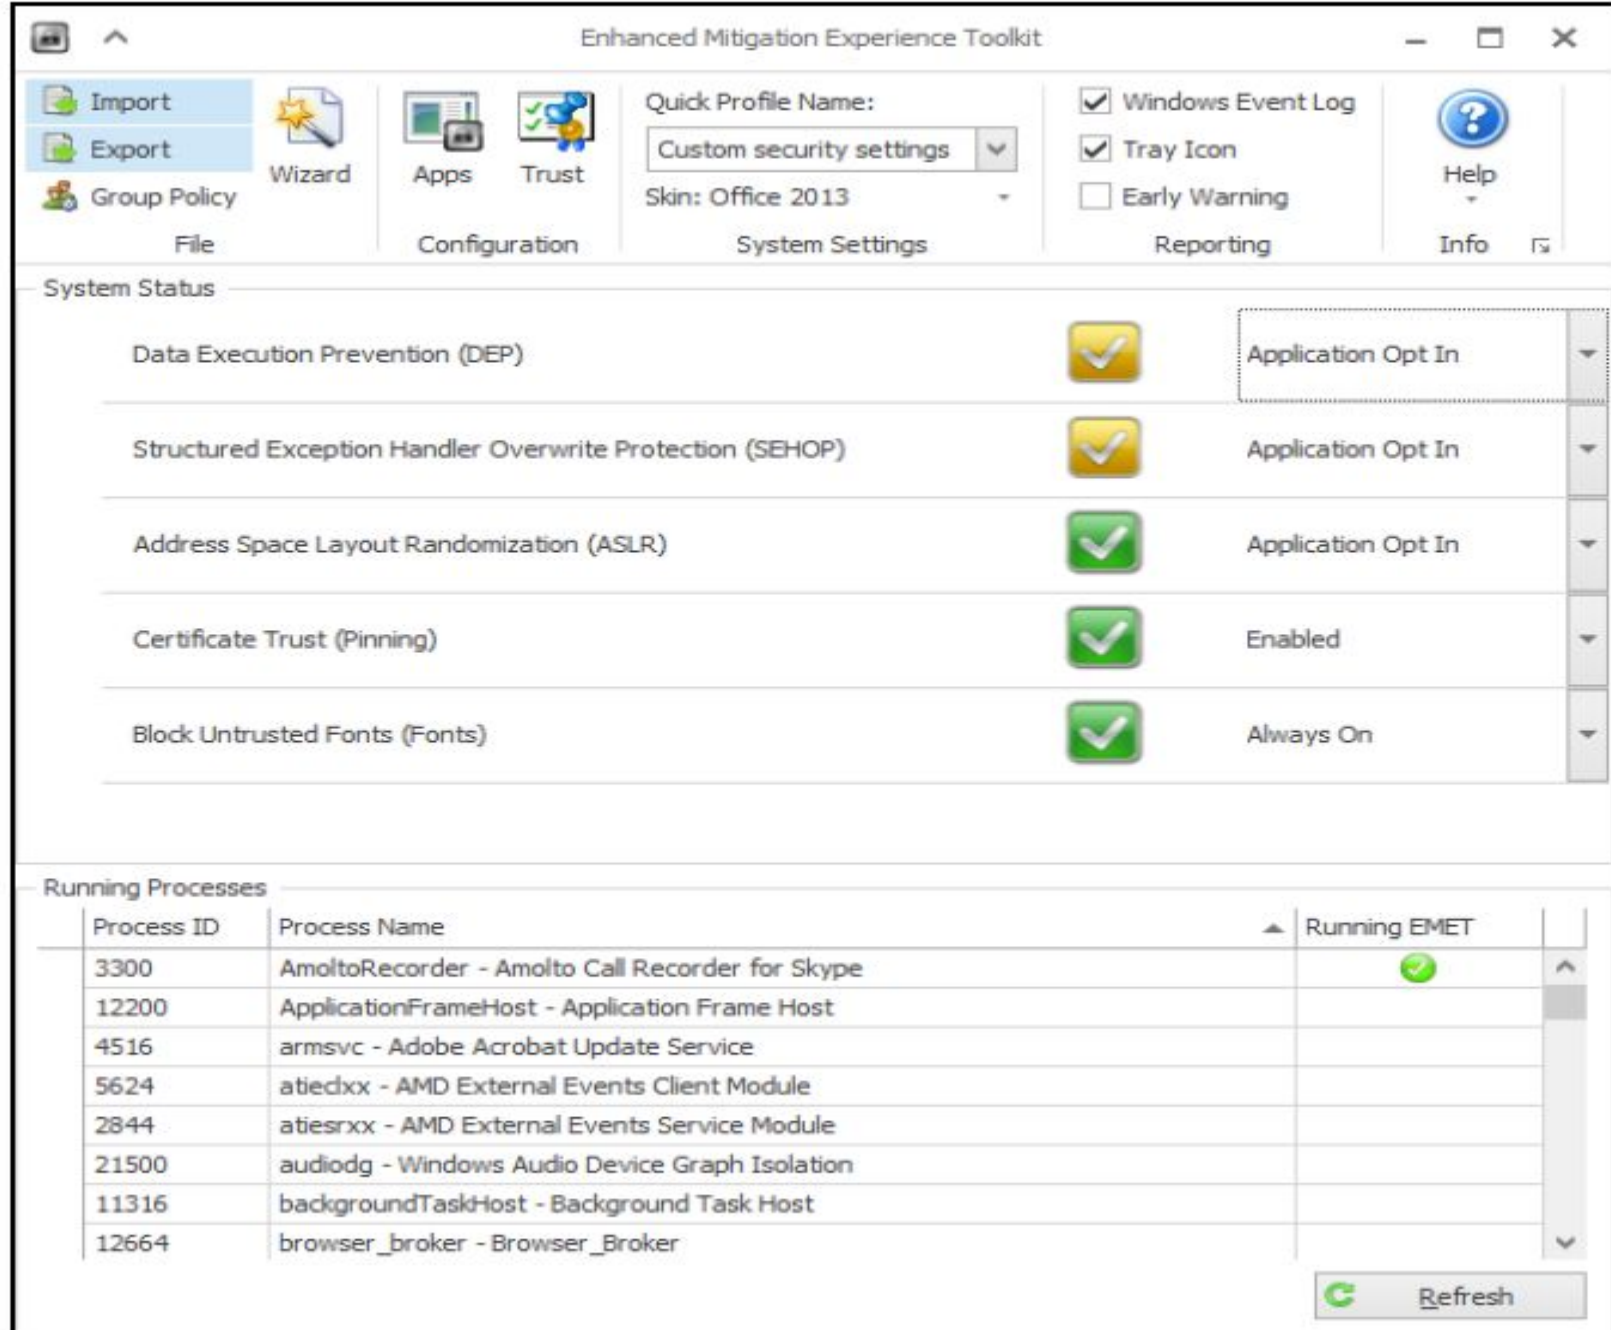 Enhanced Mitigation Experience Toolkit
Import
Export
Group Policy
Wizard
File
Apps
Trust
Configuration
Quick Profile Name:
Custom security settings
Skin: Office 2013
System Settings
Windows Event Log
Tray Icon
Early Warning
Reporting
Help
Info
System Status
Data Execution Prevention (DEP) Application Opt In
Structured Exception Handler Overwrite Protection (SEHOP) Application Opt In
Address Space Layout Randomization (ASLR) Application Opt In
Certificate Trust (Pinning) Enabled
Block Untrusted Fonts (Fonts) Always On
Running Processes
Process ID Process Name Running EMET
3300 AmoltoRecorder - Amolto Call Recorder for Skype
12200 ApplicationFrameHost - Application Frame Host
4516 armsvc - Adobe Acrobat Update Service
5624 atieclxx - AMD External Events Client Module
2844 atiesrxx - AMD External Events Service Module
21500 audiodg - Windows Audio Device Graph Isolation
11316 backgroundTaskHost - Background Task Host
12664 browser_broker - Browser_Broker
Refresh